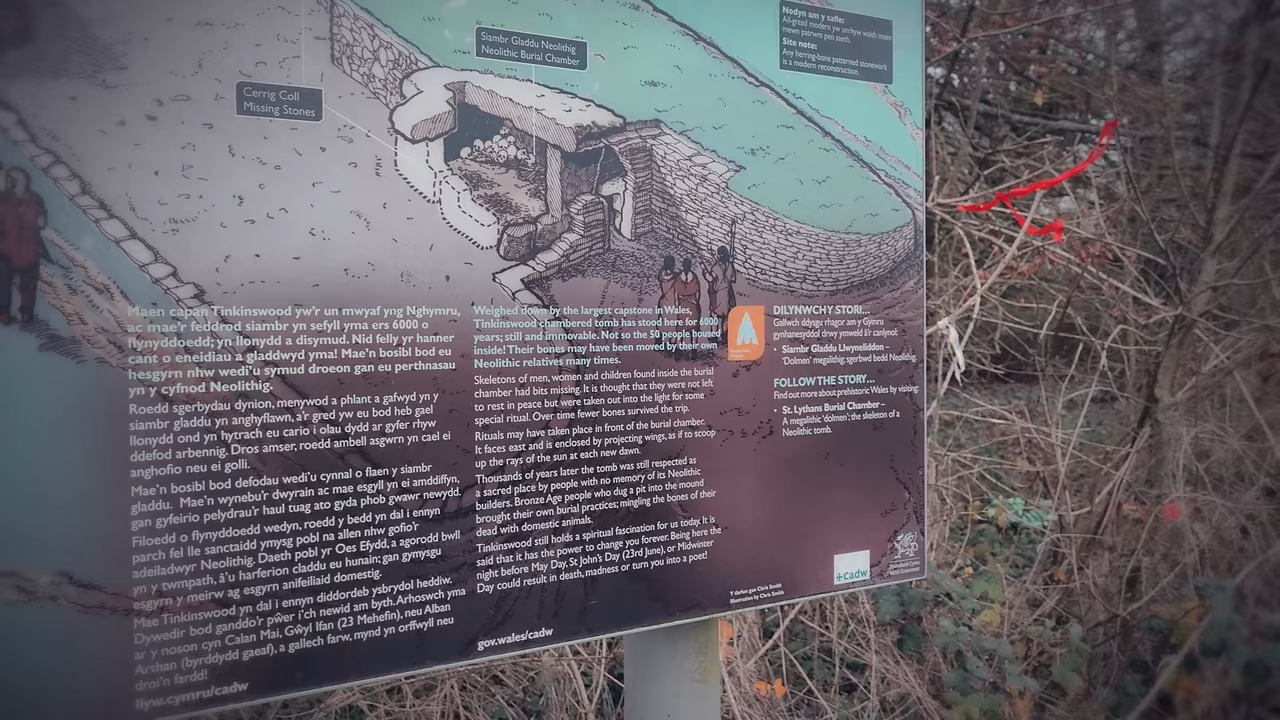 Nodyn am y safle:
Ail-gread modern yw unrhyw waith maen
mewn patrwm pen saeth.
Site note:
Any herring-bone patterned stonework
is a modern reconstruction.
Siambr Gladdu Neolithig
Neolithic Burial Chamber
Cerrig Coll
Missing Stones
Maen capan Tinkinswood yw'r un mwyaf yng Nghymru,
ac mae'r feddrod siambr yn sefyll yma ers 6000 o
flynyddoedd; yn llonydd a disymud. Nid felly yr hanner
cant o eneidiau a gladdwyd yma! Mae'n bosibl bod eu
hesgyrn nhw wedi'u symud droeon gan eu perthnasau
yn y cyfnod Neolithig.
Roedd sgerbydau dynion, menywod a phlant a gafwyd yn y
siambr gladdu yn anghyflawn, a'r gred yw eu bod heb gael
llonydd ond yn hytrach eu cario i olau dydd ar gyfer rhyw
ddefod arbennig. Dros amser, roedd ambell asgwrn yn cael ei
anghofio neu ei golli.
Mae'n bosibl bod defodau wedi'u cynnal o flaen y siambr
gladdu. Mae'n wynebu'r dwyrain ac mae esgyll yn ei amddiffyn,
gan gyfeirio pelydrau'r haul tuag ato gyda phob gwawr newydd.
Filoedd o flynyddoedd wedyn, roedd y bedd yn dal i ennyn
parch fel lle sanctaidd ymysg pobl na allen nhw gofio'r
adeiladwyr Neolithig. Daeth pobl yr Oes Efydd, a agorodd bwll
yn y twmpath, â'u harferion claddu eu hunain; gan gymysgu
esgyrn y meirw ag esgyrn anifeiliaid domestig.
Mae Tinkinswood yn dal i ennyn diddordeb ysbrydol heddiw.
Dywedir bod ganddo'r pŵer i'ch newid am byth. Arhoswch yma
ar y noson cyn Calan Mai, Gŵyl Ifan (23 Mehefin), neu Alban
Arthan (byrddydd gaeaf), a gallech farw, mynd yn orffwyll neu
droi'n fardd!
llyw.cymru/cadw
Weighed down by the largest capstone in Wales,
Tinkinswood chambered tomb has stood here for 6000
years; still and immovable. Not so the 50 people housed
inside! Their bones may have been moved by their own
Neolithic relatives many times.
Skeletons of men, women and children found inside the burial
chamber had bits missing. It is thought that they were not left
to rest in peace but were taken out into the light for some
special ritual. Over time fewer bones survived the trip.
Rituals may have taken place in front of the burial chamber.
It faces east and is enclosed by projecting wings, as if to scoop
up the rays of the sun at each new dawn.
Thousands of years later the tomb was still respected as
a sacred place by people with no memory of its Neolithic
builders. Bronze Age people who dug a pit into the mound
brought their own burial practices; mingling the bones of their
dead with domestic animals.
Tinkinswood still holds a spiritual fascination for us today. It is
said that it has the power to change you forever. Being here the
night before May Day, St John's Day (23rd June), or Midwinter
Day could result in death, madness or turn you into a poet!
gov.wales/cadw
DILYNWCH Y STORI...
Gallwch ddysgu rhagor am y Gymru
gynhanesyddol drwy ymweld â'r canlynol:
• Siambr Gladdu Llwyneliddon –
'Dolmen' megalithig; sgerbwd bedd Neolithig.
FOLLOW THE STORY...
Find out more about prehistoric Wales by visiting:
• St. Lythans Burial Chamber –
A megalithic 'dolmen'; the skeleton of a
Neolithic tomb.
Y darlun gan Chris Smith
Illustration by Chris Smith
Cadw